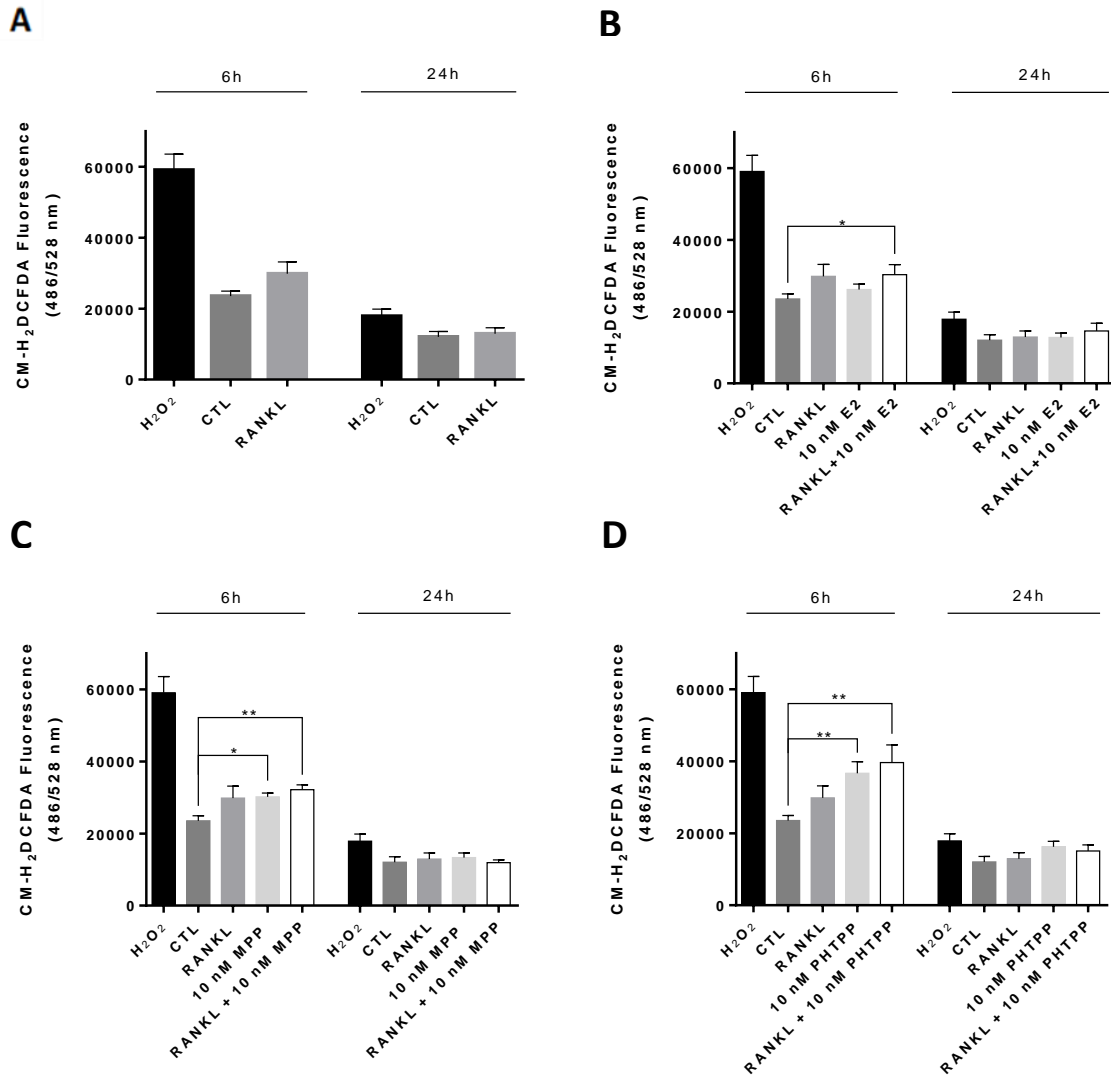 A
6h
24h
CM-H₂DCFDA Fluorescence
(486/528 nm)
60000
40000
20000
0
H₂O₂
CTL
RANKL
H₂O₂
CTL
RANKL
B
6h
24h
CM-H₂DCFDA Fluorescence
(486/528 nm)
60000
40000
20000
0
*
H₂O₂
CTL
RANKL
10 nM E2
RANKL+10 nM E2
H₂O₂
CTL
RANKL
10 nM E2
RANKL+10 nM E2
C
6h
24h
CM-H₂DCFDA Fluorescence
(486/528 nm)
60000
40000
20000
0
**
*
H₂O₂
CTL
RANKL
10 nM MPP
RANKL + 10 nM MPP
H₂O₂
CTL
RANKL
10 nM MPP
RANKL + 10 nM MPP
D
6h
24h
CM-H₂DCFDA Fluorescence
(486/528 nm)
60000
40000
20000
0
**
**
H₂O₂
CTL
RANKL
10 nM PHTPP
RANKL + 10 nM PHTPP
H₂O₂
CTL
RANKL
10 nM PHTPP
RANKL + 10 nM PHTPP